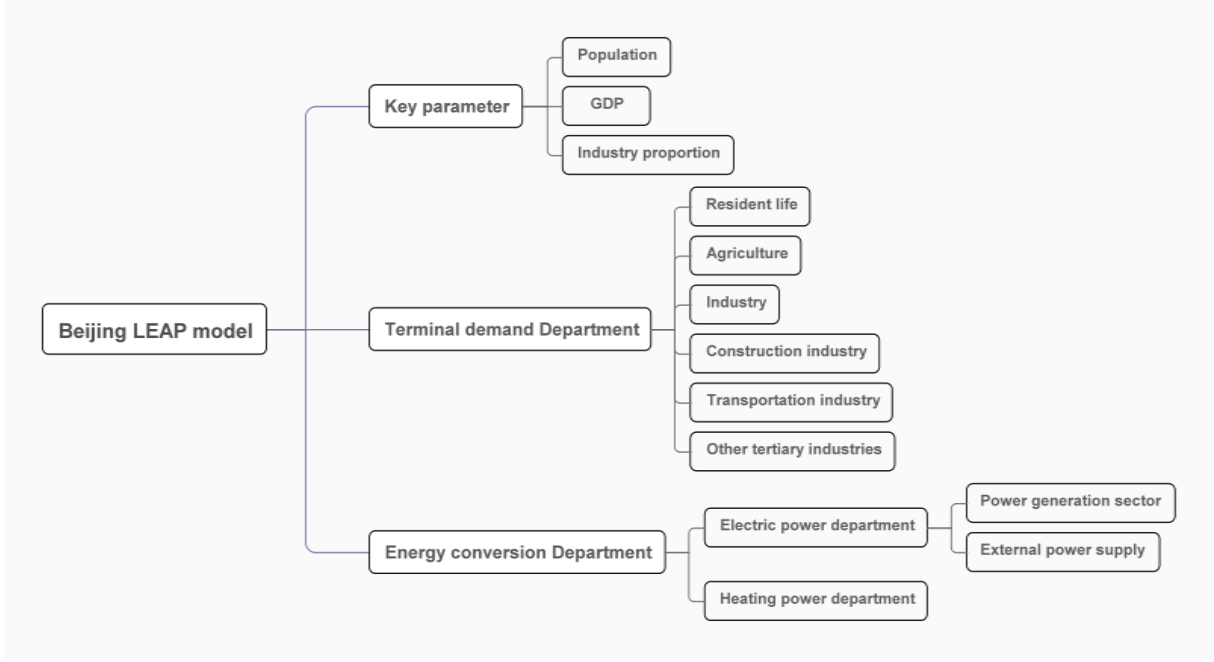 Beijing LEAP model
Key parameter
Population
GDP
Industry proportion
Terminal demand Department
Resident life
Agriculture
Industry
Construction industry
Transportation industry
Other tertiary industries
Energy conversion Department
Electric power department
Power generation sector
External power supply
Heating power department